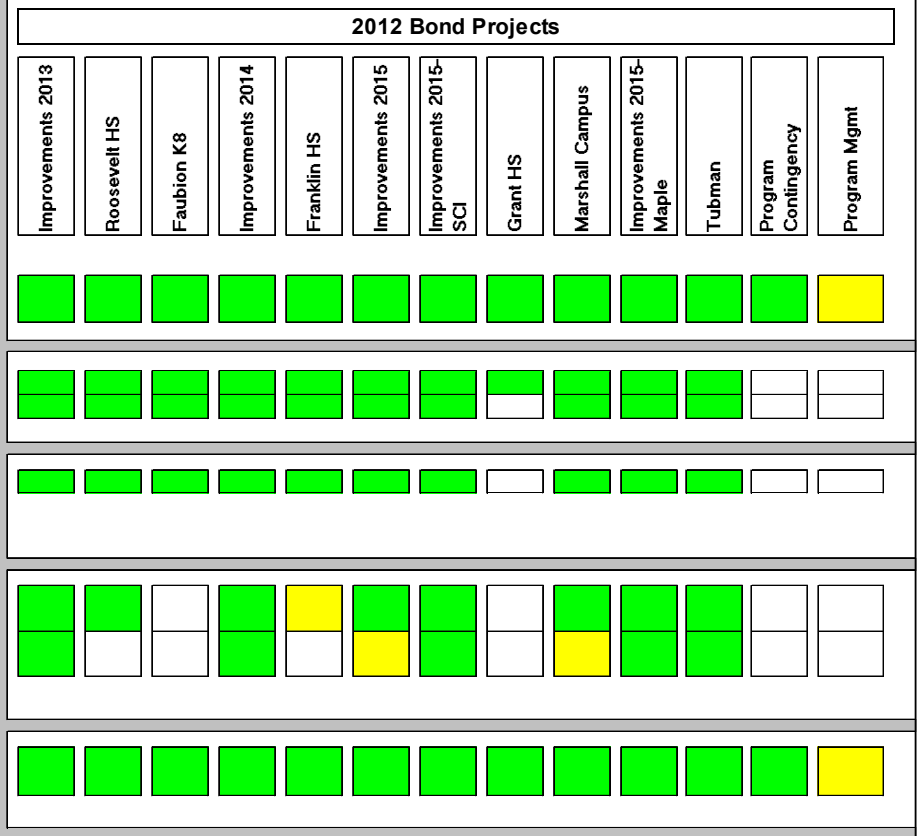 2012 Bond Projects
Improvements 2013
Roosevelt HS
Faubion K8
Improvements 2014
Franklin HS
Improvements 2015
Improvements 2015-
SCI
Grant HS
Marshall Campus
Improvements 2015-
Maple
Tubman
Program
Contingency
Program Mgmt